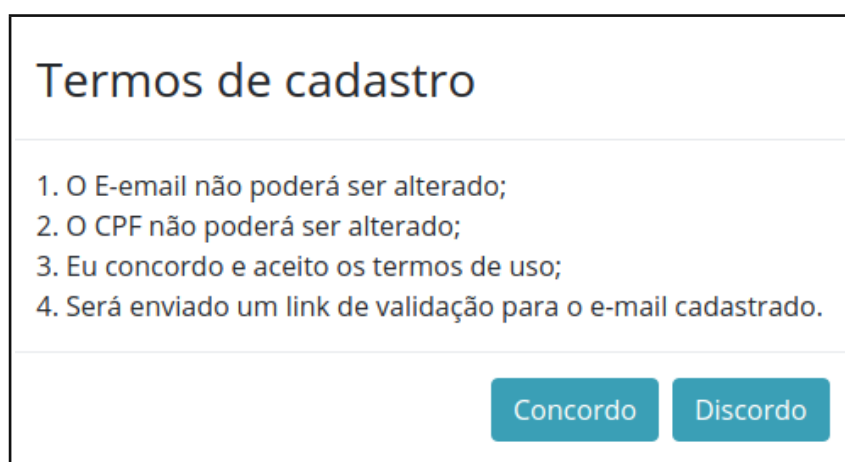 Termos de cadastro
1. O E-email não poderá ser alterado;
2. O CPF não poderá ser alterado;
3. Eu concordo e aceito os termos de uso;
4. Será enviado um link de validação para o e-mail cadastrado.
Concordo Discordo